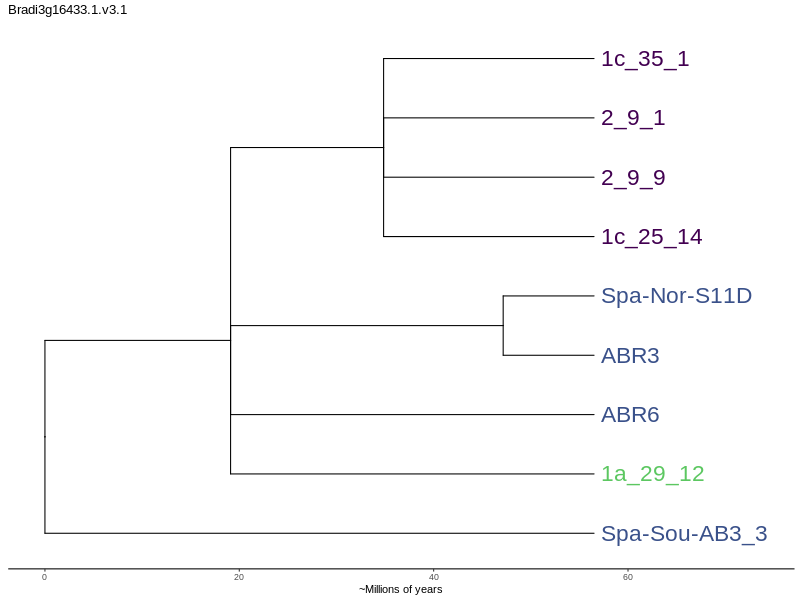 Bradi3g16433.1.v3.1
1c_35_1
2_9_1
2_9_9
1c_25_14
Spa-Nor-S11D
ABR3
ABR6
1a_29_12
Spa-Sou-AB3_3
0 20 40 60
~Millions of years